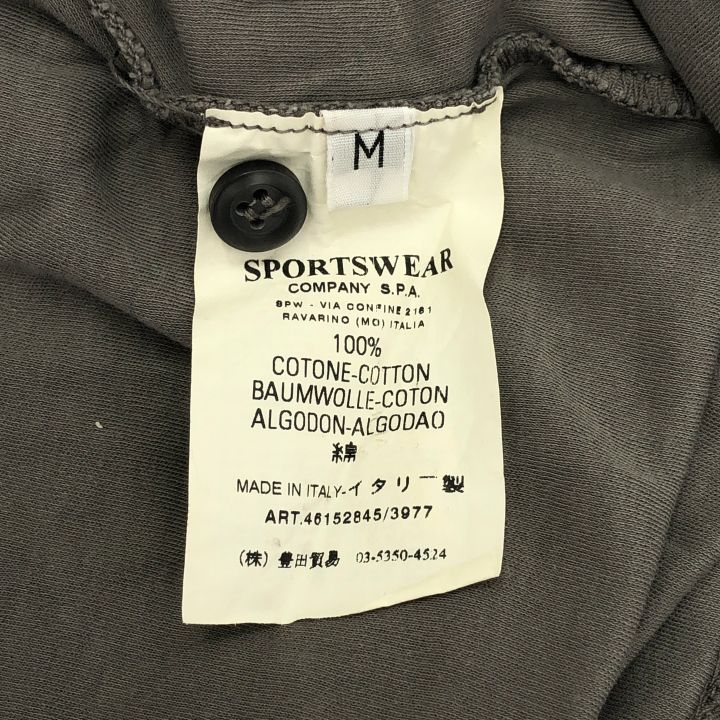 M
SPORTSWEAR
COMPANY S.P.A.
SPW - VIA CONFINE 2161
RAVARINO (MO) ITALIA
100%
COTONE-COTTON
BAUMWOLLE-COTON
ALGODON-ALGODAO
綿
MADE IN ITALY-イタリー製
ART.46152845/3977
(株) 豊田貿易 03-5350-4524